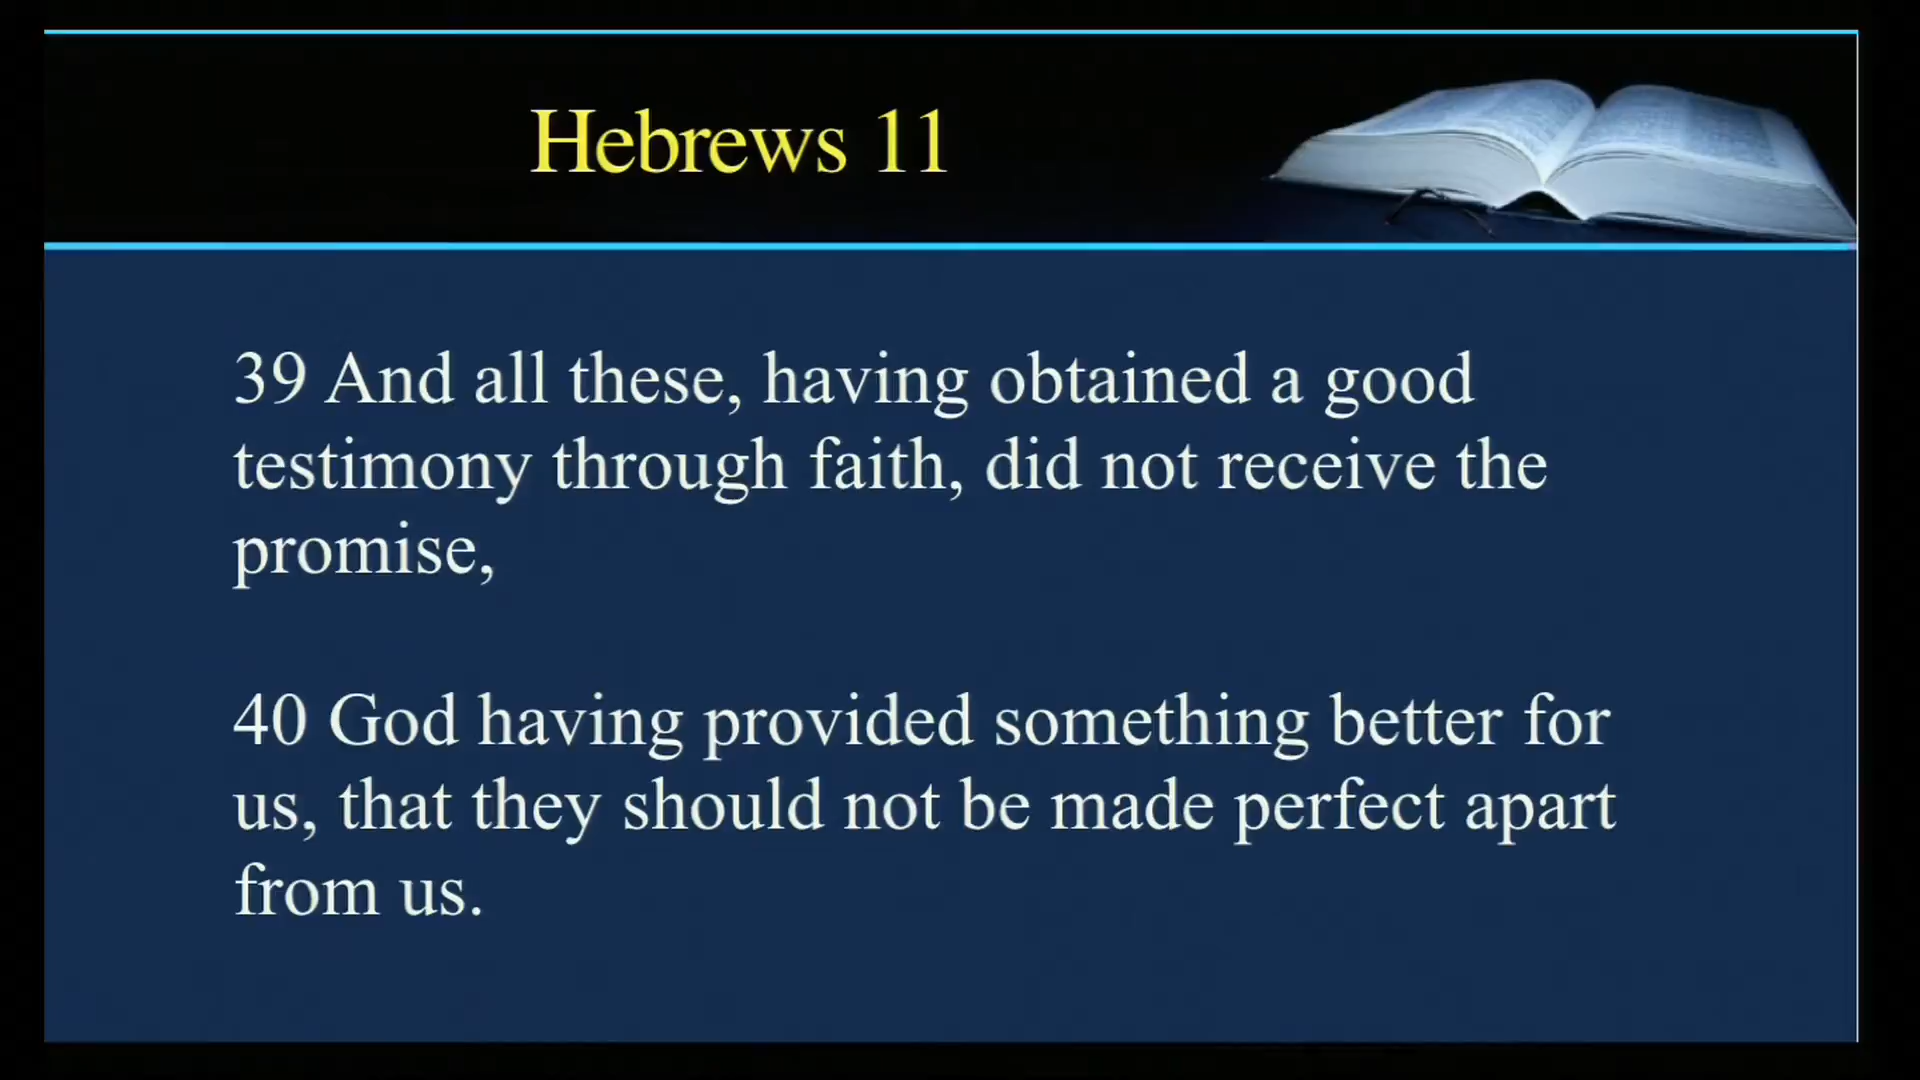 Hebrews 11
39 And all these, having obtained a good
testimony through faith, did not receive the
promise,
40 God having provided something better for
us, that they should not be made perfect apart
from us.